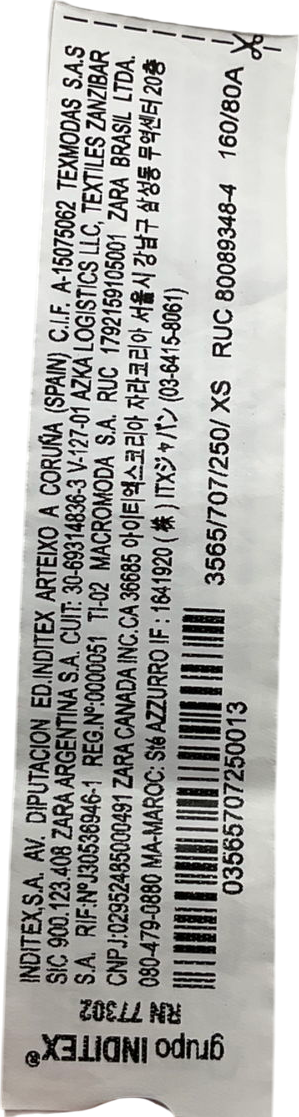 INDITEX,S.A. AV. DIPUTACION ED.INDITEX ARTEIXO A CORUÑA (SPAIN) C.I.F. A-15075062 TEXMODAS S.A.S
SIC 900.123.408 ZARA ARGENTINA S.A. CUIT: 30-69314836-3 V-127-01 AZKA LOGISTICS LLC, TEXTILES ZANZIBAR
S.A. RIF:NºJ30536946-1 REG.Nº:0000051 TI-02 MACROMODA S.A. RUC 1792159105001 ZARA BRASIL LTDA.
CNPJ:02952485000491 ZARA CANADA INC.CA 36685 아이티엑스코리아 자라코리아 서울시 강남구 삼성동 무역센터 20층
080-479-0880 MA-MAROC: Sté AZZURRO IF : 1641920 ( 株 ) ITXジャパン (03-6415-8061)
3565/707/250/ XS RUC 80089348-4 160/80A
03565707250013
grupo INDITEX®
RN 77302